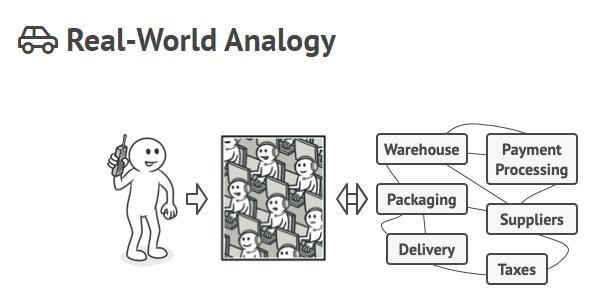 Real-World Analogy
Warehouse
Payment
Processing
Packaging
Suppliers
Delivery
Taxes